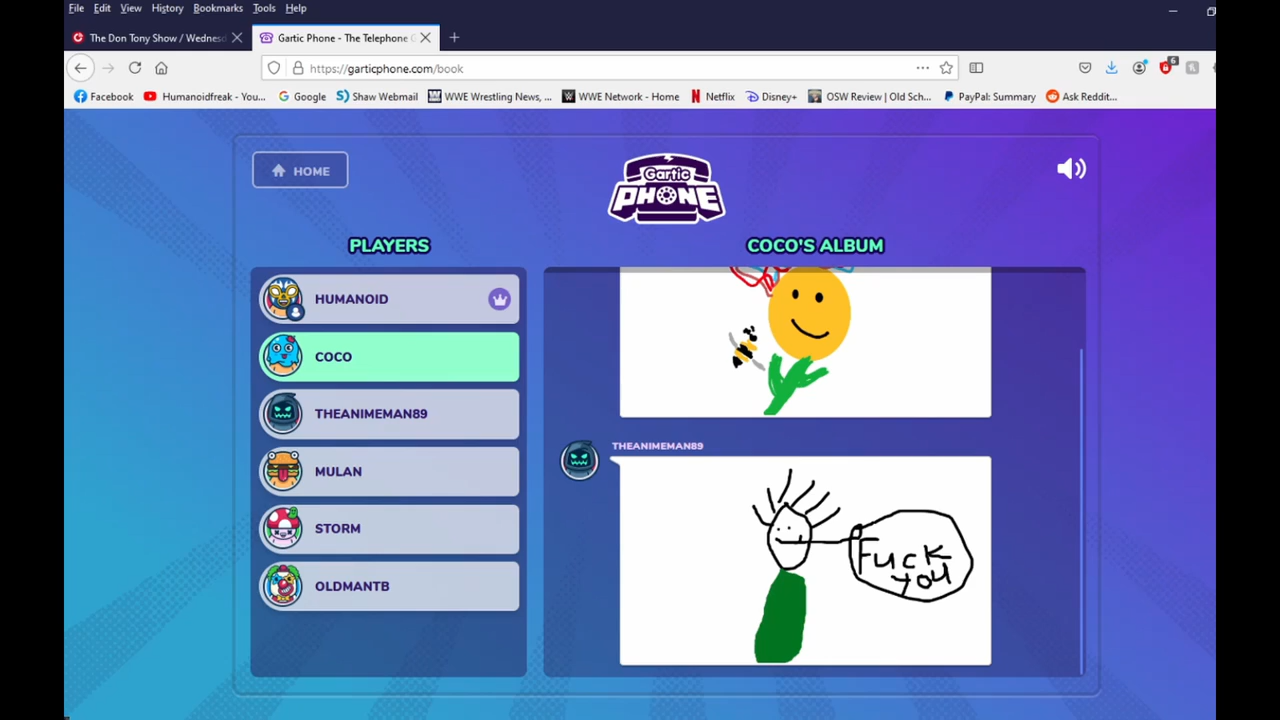 File Edit View History Bookmarks Tools Help
The Don Tony Show / Wednesd
Gartic Phone - The Telephone G
https://garticphone.com/book
6
Facebook Humanoidfreak - You... Google Shaw Webmail WWE Wrestling News, ... WWE Network - Home Netflix Disney+ OSW Review | Old Sch... PayPal: Summary Ask Reddit...
HOME
Gartic
PHONE
PLAYERS
COCO'S ALBUM
HUMANOID
COCO
THEANIMEMAN89
MULAN
STORM
OLDMANTB
THEANIMEMAN89
Fuck
you